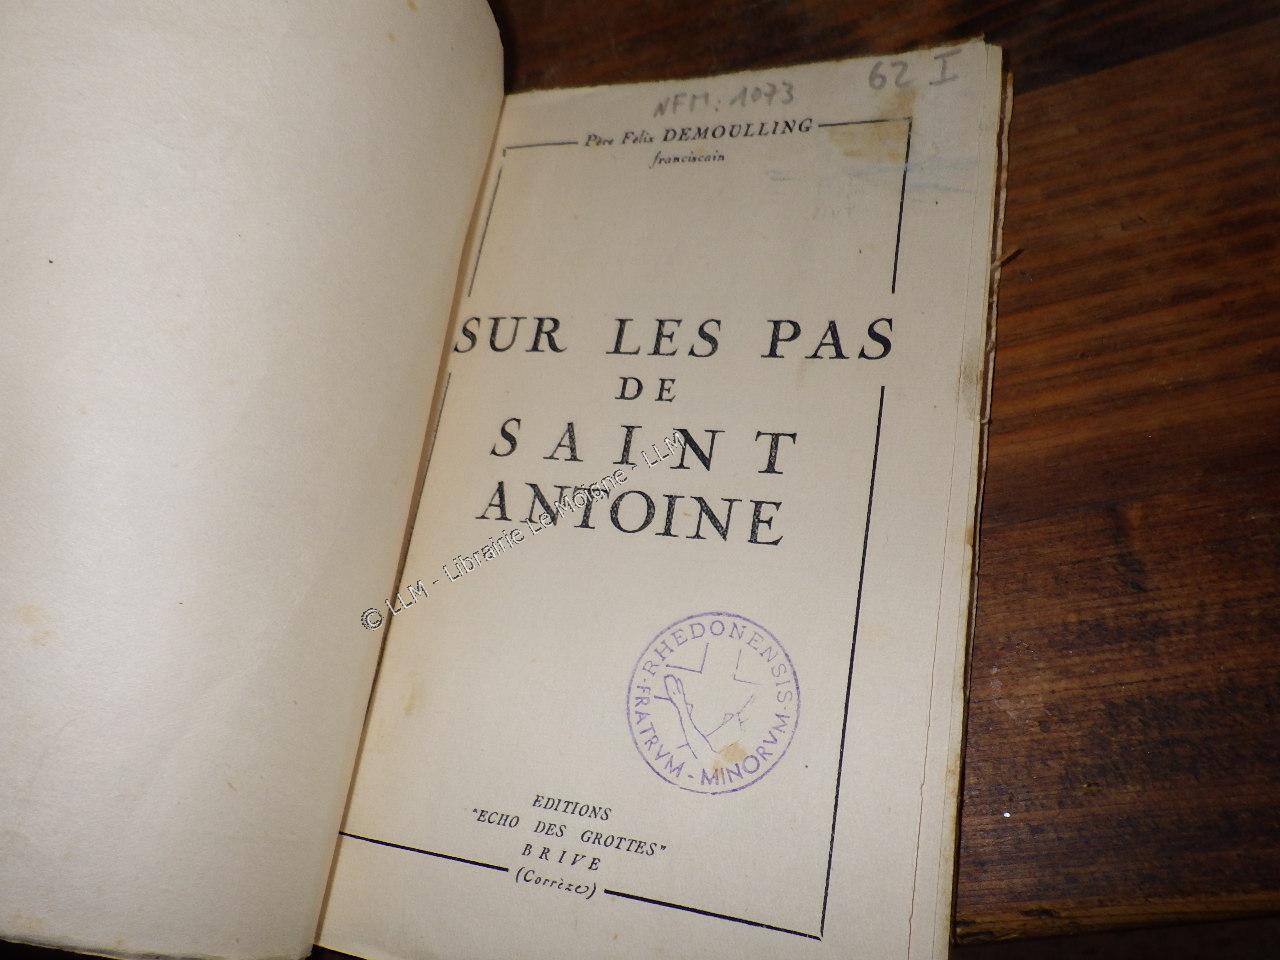 62 I
NFM: 1073
Père Félix DEMOULLING
franciscain
SUR LES PAS
DE
SAINT
ANTOINE
© LLM - Librairie Le Moigne - LLM
RHEDONENSIS
FRATRVM - MINORVM
EDITIONS
"ECHO DES GROTTES"
BRIVE
(Corrèze)